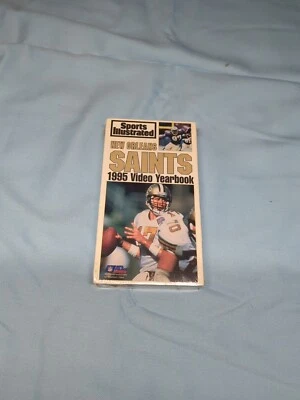 Sports
Illustrated
NEW ORLEANS
SAINTS
1995 Video Yearbook